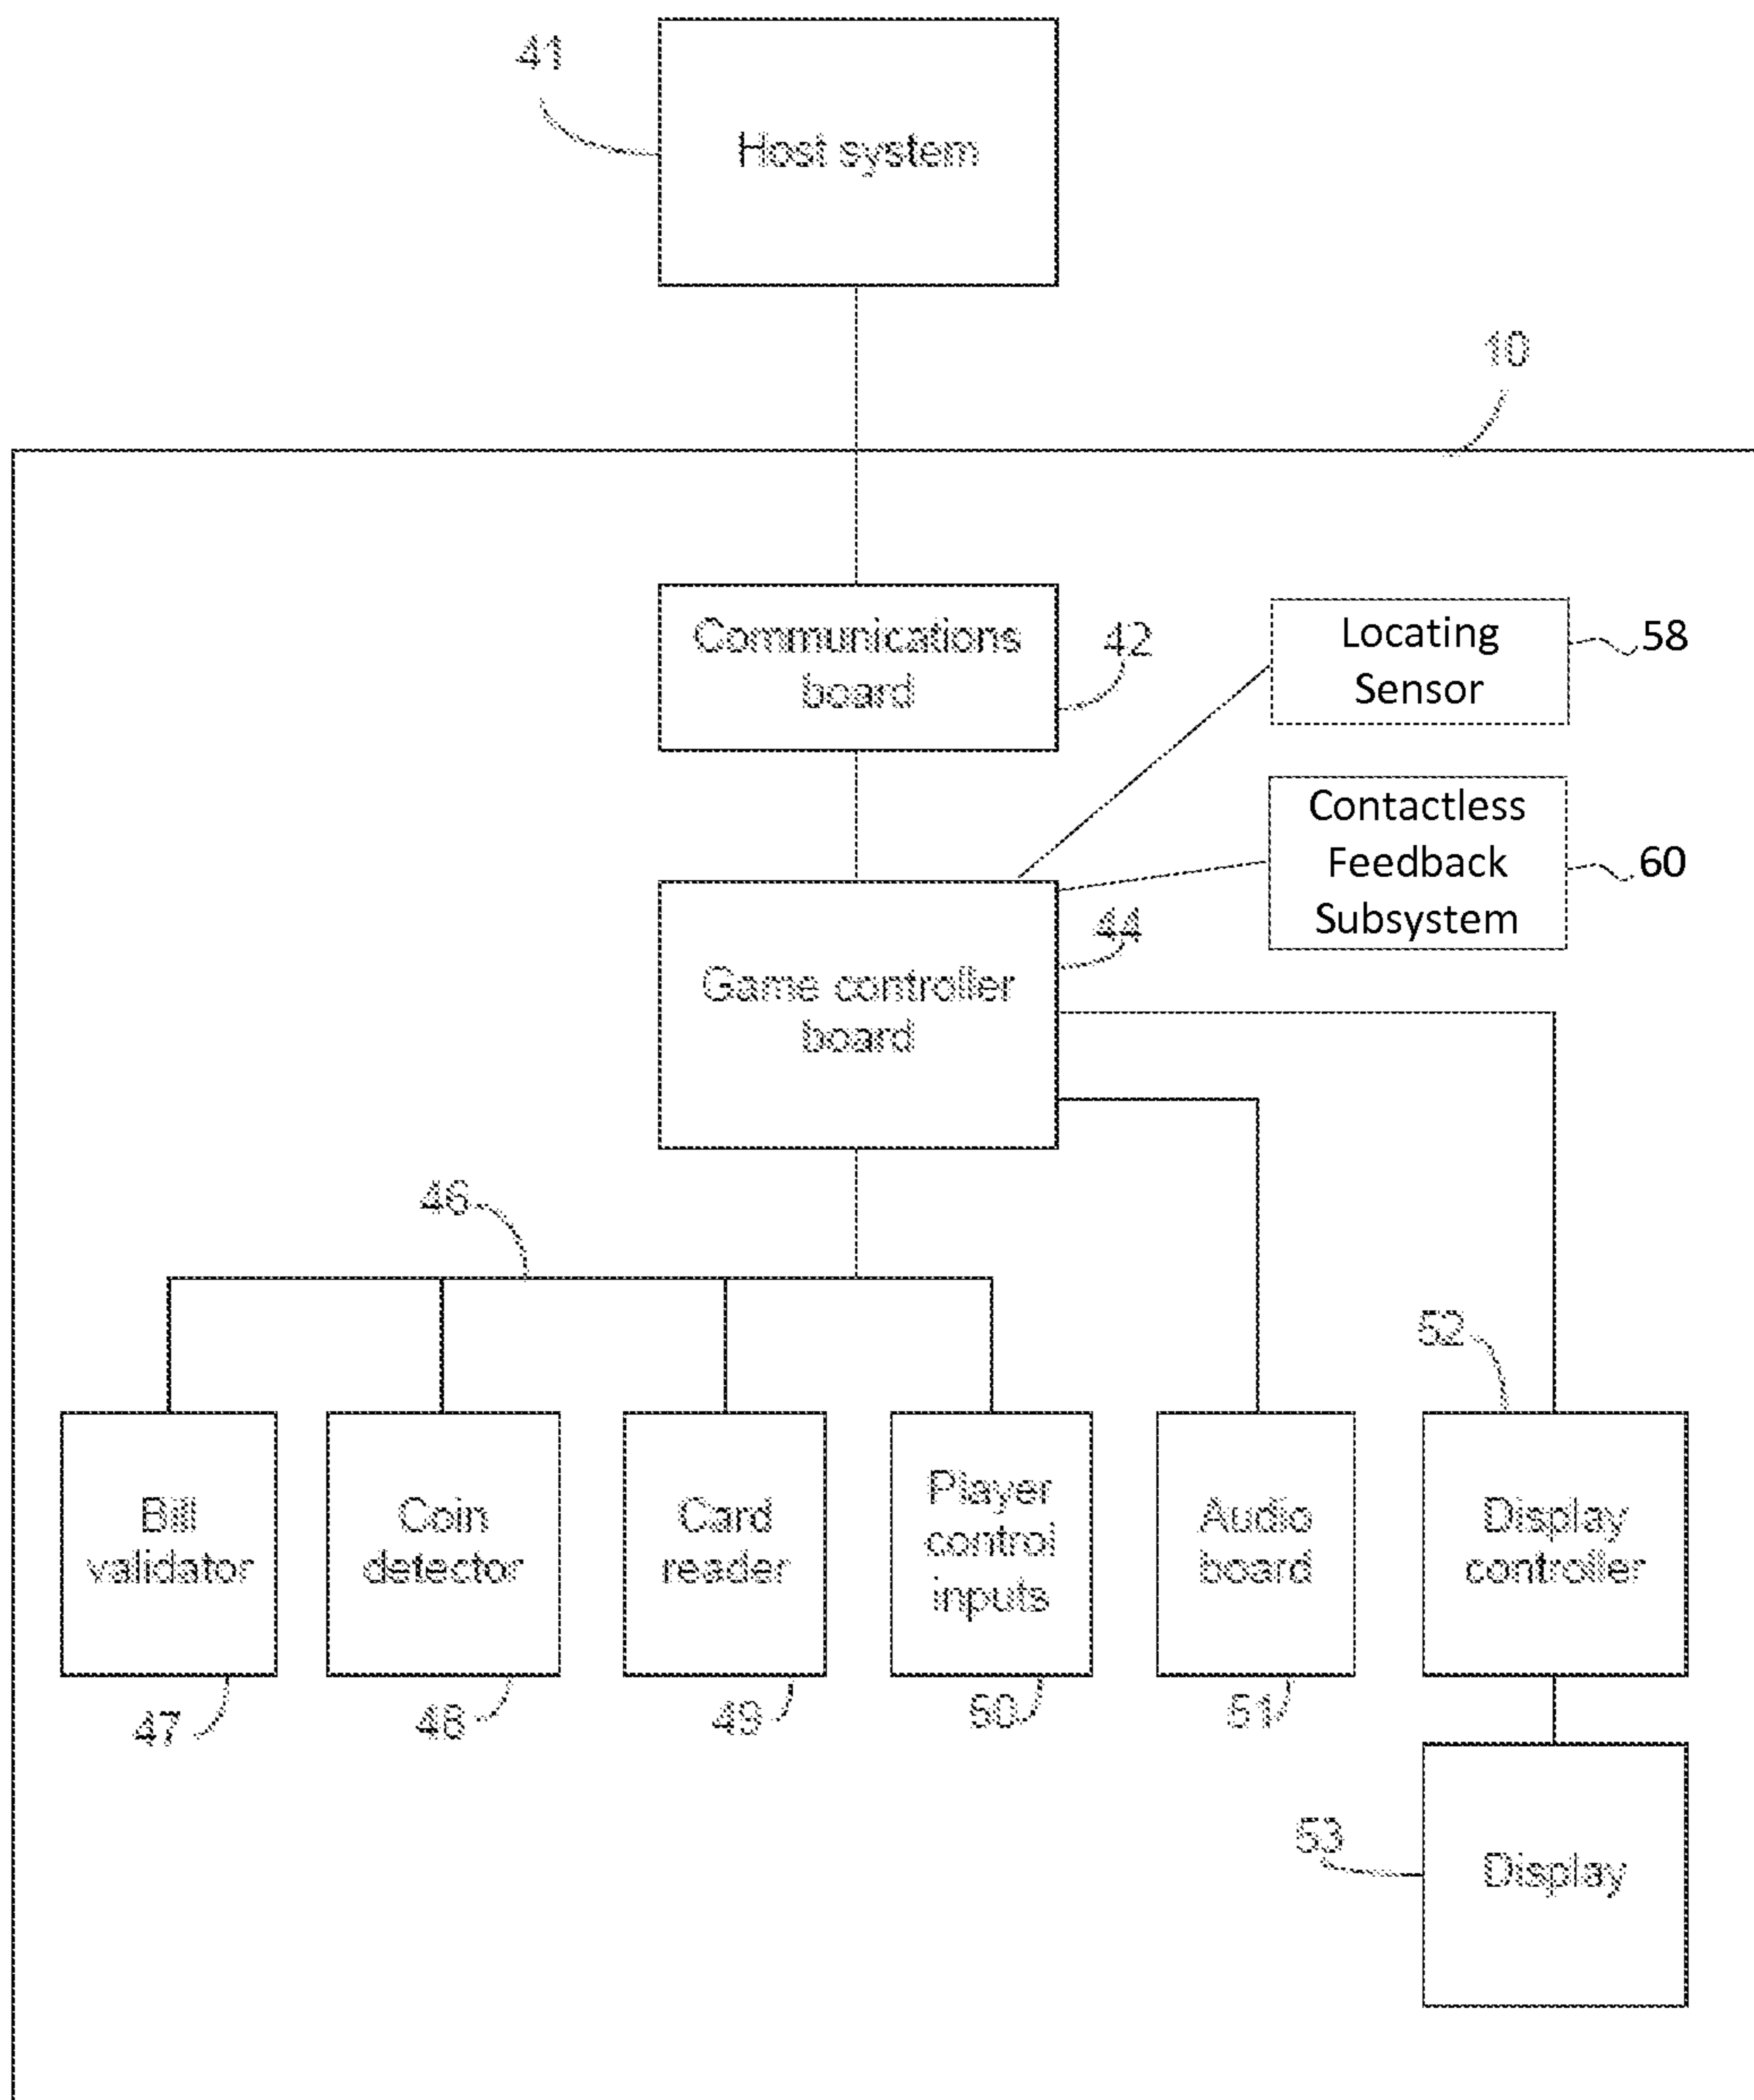 41
Host system
10
Communications
board
42
Locating
Sensor
58
Contactless
Feedback
Subsystem
60
44
Game controller
board
46
52
Bill
validator
Coin
detector
Card
reader
Player
control
inputs
Audio
board
Display
controller
47
48
49
50
51
53
Display